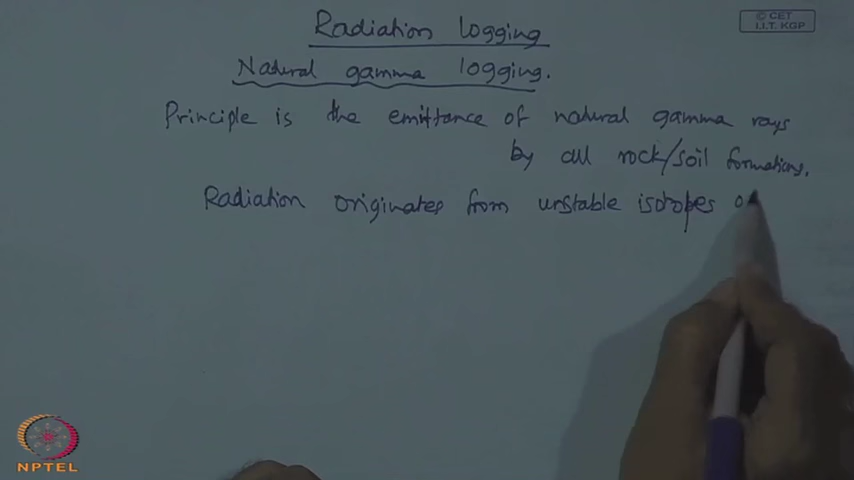 Radiation logging
© CET
I.I.T. KGP
Natural gamma logging.
Principle is the emittance of natural gamma rays
by all rock/soil formations.
Radiation originates from unstable isotopes o
NPTEL